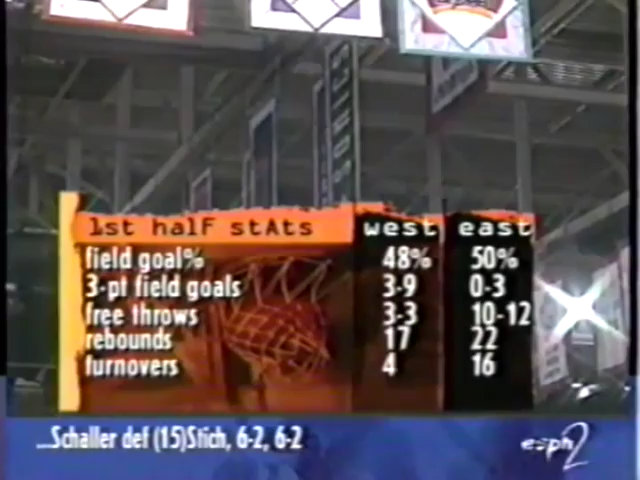 1st half stAts west east
field goal% 48% 50%
3-pt field goals 3-9 0-3
free throws 3-3 10-12
rebounds 17 22
turnovers 4 16
...Schaller def (15)Stich, 6-2, 6-2
espn2